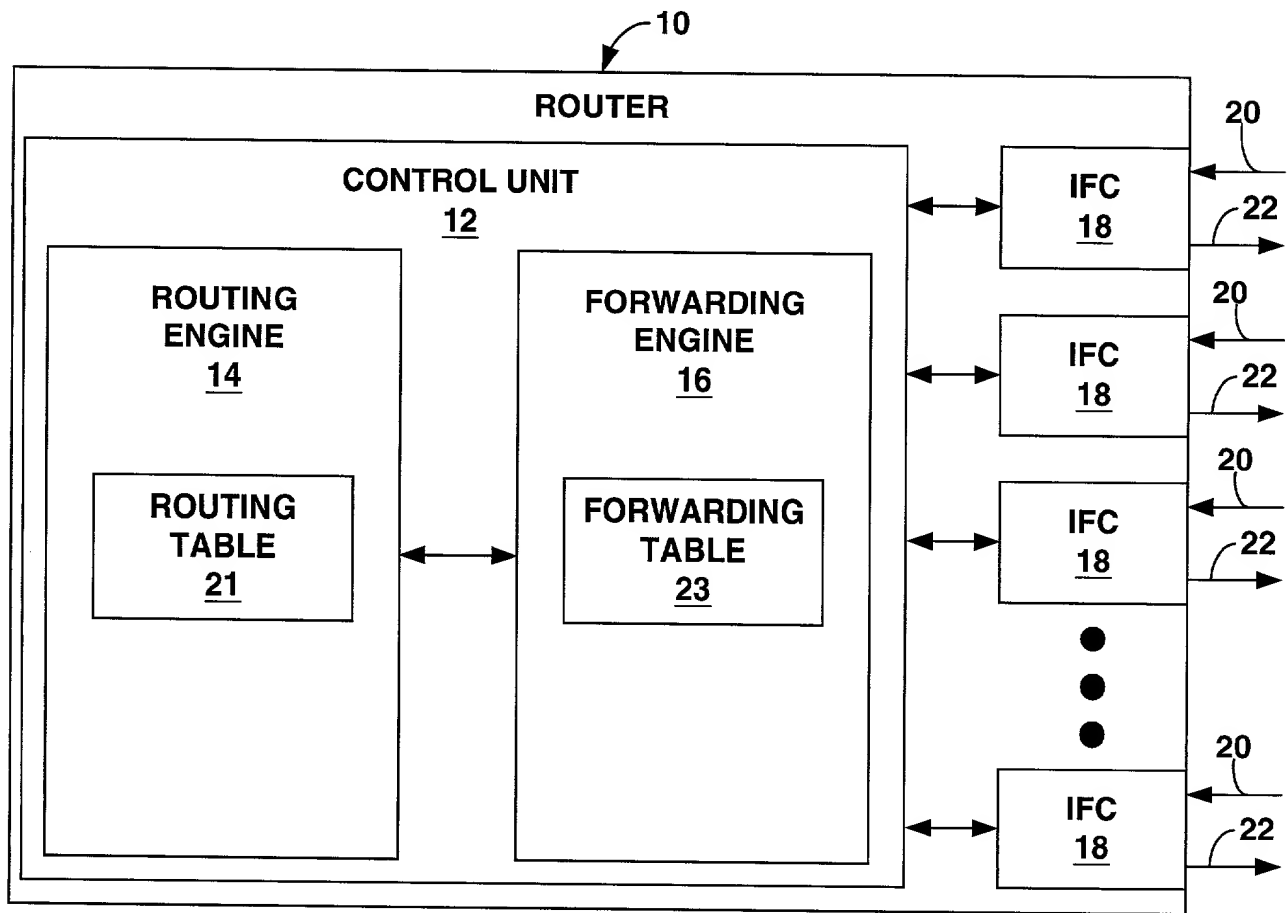 10
ROUTER
CONTROL UNIT
12
ROUTING
ENGINE
14
ROUTING
TABLE
21
FORWARDING
ENGINE
16
FORWARDING
TABLE
23
IFC
18
20
22
IFC
18
20
22
IFC
18
20
22
IFC
18
20
22